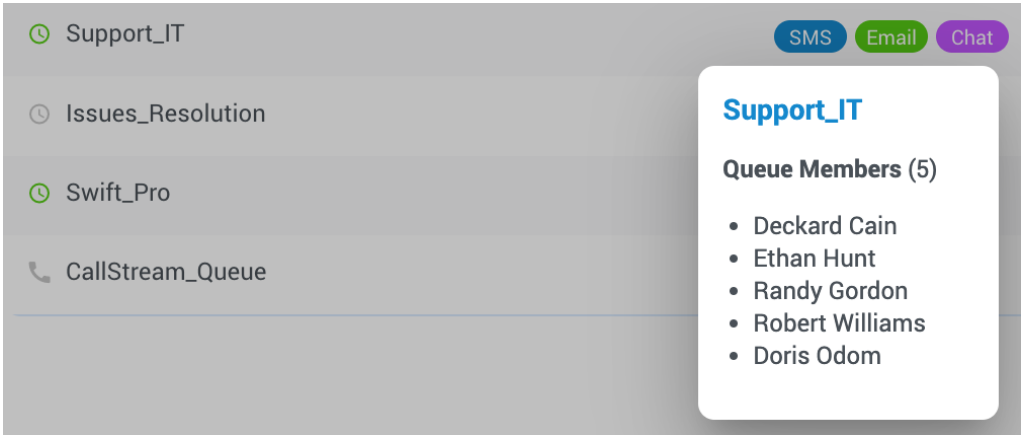 Support_IT
SMS Email Chat
Issues_Resolution
Swift_Pro
CallStream_Queue
Support_IT
Queue Members (5)
• Deckard Cain
• Ethan Hunt
• Randy Gordon
• Robert Williams
• Doris Odom